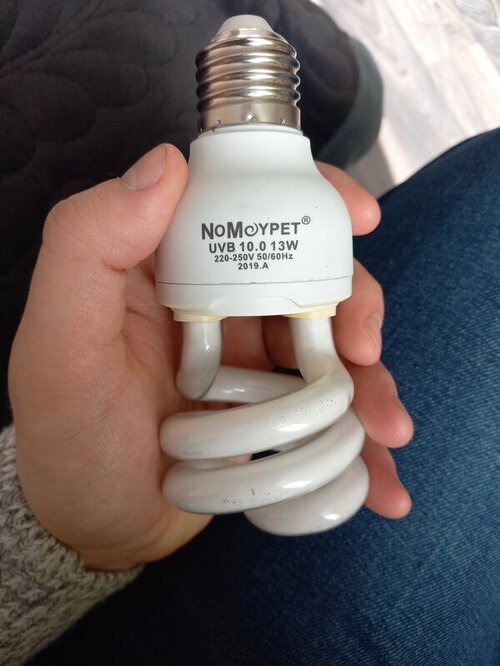 NOMOYPET®
UVB 10.0 13W
220-250V 50/60Hz
2019.A